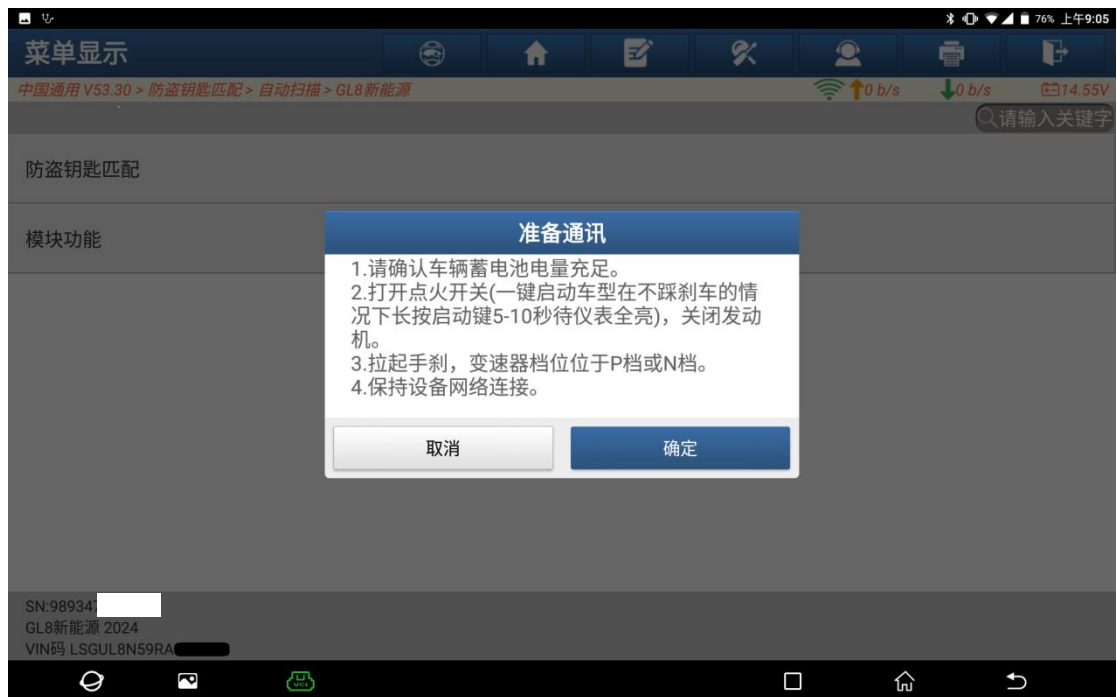 76% 上午9:05
菜单显示
中国通用 V53.30 > 防盗钥匙匹配 > 自动扫描 > GL8新能源
0 b/s
0 b/s
14.55V
请输入关键字
防盗钥匙匹配
模块功能
准备通讯
1.请确认车辆蓄电池电量充足。
2.打开点火开关(一键启动车型在不踩刹车的情
况下长按启动键5-10秒待仪表全亮)，关闭发动
机。
3.拉起手刹，变速器档位位于P档或N档。
4.保持设备网络连接。
取消
确定
SN:989347
GL8新能源 2024
VIN码 LSGUL8N59RA
VCI